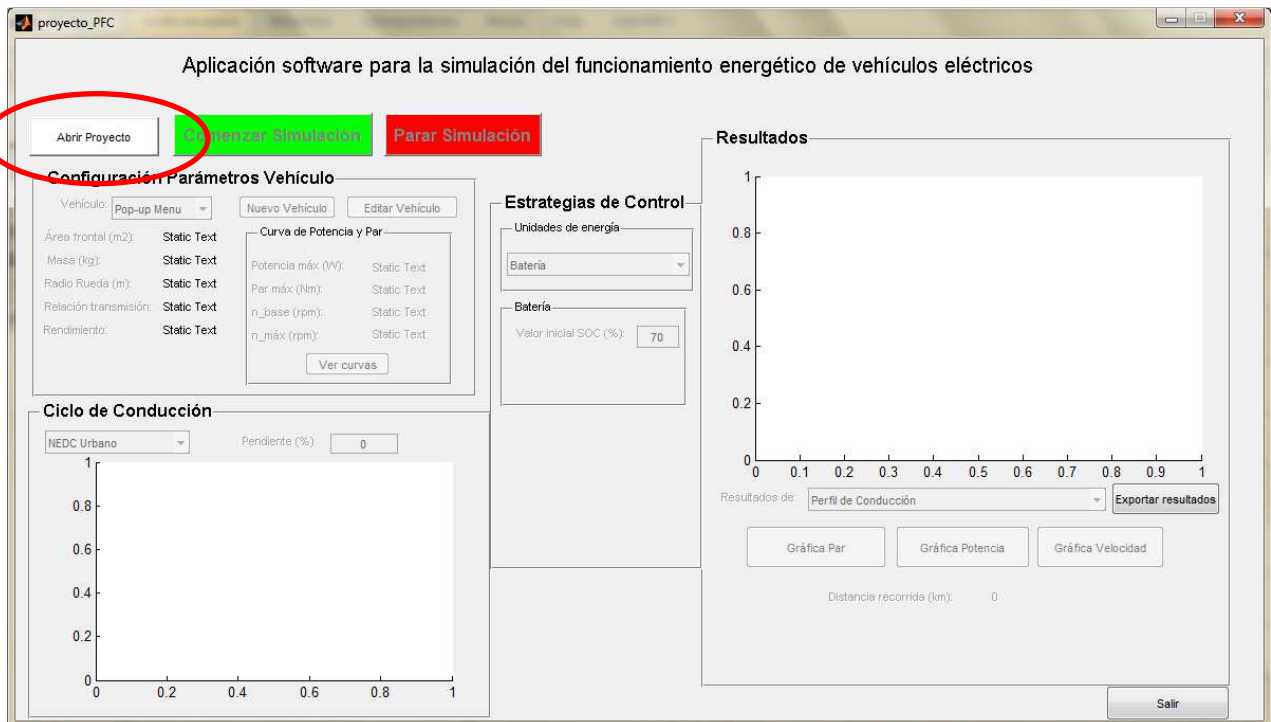 proyecto_PFC
Aplicación software para la simulación del funcionamiento energético de vehículos eléctricos
Abrir Proyecto
Comenzar Simulación
Parar Simulación
Configuración Parámetros Vehículo
Vehículo:
Pop-up Menu
Nuevo Vehículo
Editar Vehículo
Área frontal (m2):
Static Text
Masa (kg):
Static Text
Radio Rueda (m):
Static Text
Relación transmisión:
Static Text
Rendimiento:
Static Text
Curva de Potencia y Par
Potencia máx (W):
Static Text
Par máx (Nm):
Static Text
n_base (rpm):
Static Text
n_máx (rpm):
Static Text
Ver curvas
Ciclo de Conducción
NEDC Urbano
Pendiente (%)
0
1
0.8
0.6
0.4
0.2
0
0 0.2 0.4 0.6 0.8 1
Estrategias de Control
Unidades de energía
Batería
Batería
Valor inicial SOC (%):
70
Resultados
1
0.8
0.6
0.4
0.2
0
0 0.1 0.2 0.3 0.4 0.5 0.6 0.7 0.8 0.9 1
Resultados de:
Perfil de Conducción
Exportar resultados
Gráfica Par
Gráfica Potencia
Gráfica Velocidad
Distancia recorrida (km):
0
Salir